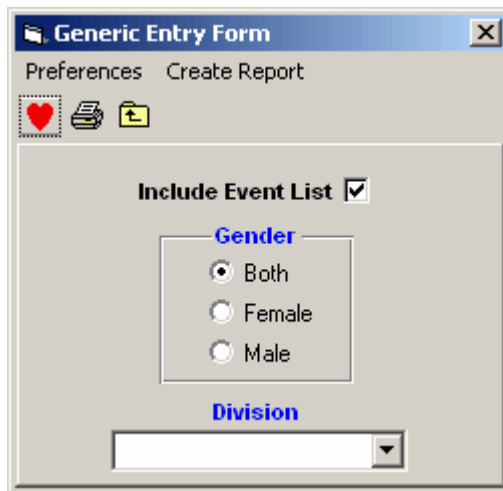 Generic Entry Form
Preferences Create Report
Include Event List
Gender
Both
Female
Male
Division